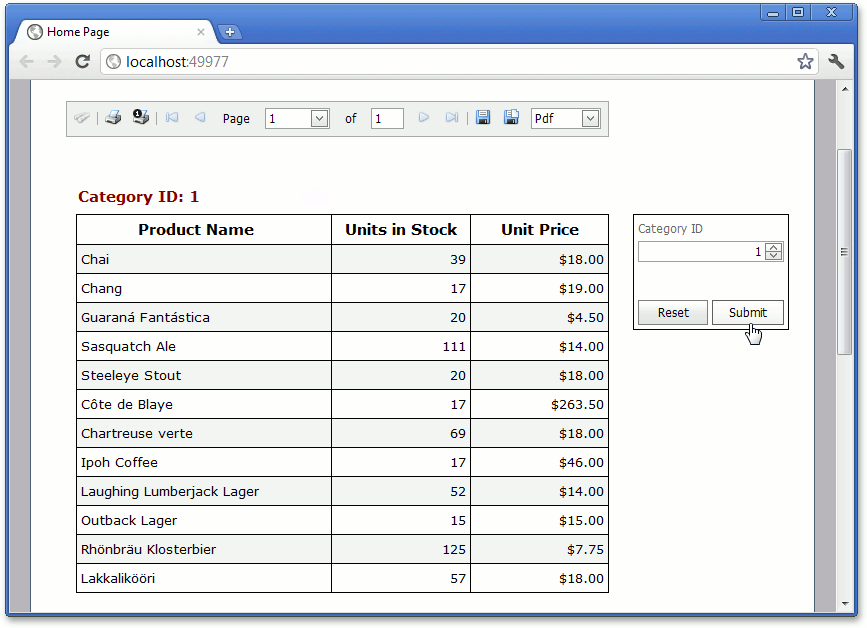 Home Page
localhost:49977
Page 1 of 1 Pdf
Category ID: 1
Product Name Units in Stock Unit Price
Chai 39 $18.00
Chang 17 $19.00
Guaraná Fantástica 20 $4.50
Sasquatch Ale 111 $14.00
Steeleye Stout 20 $18.00
Côte de Blaye 17 $263.50
Chartreuse verte 69 $18.00
Ipoh Coffee 17 $46.00
Laughing Lumberjack Lager 52 $14.00
Outback Lager 15 $15.00
Rhönbräu Klosterbier 125 $7.75
Lakkalikööri 57 $18.00
Category ID
1
Reset Submit